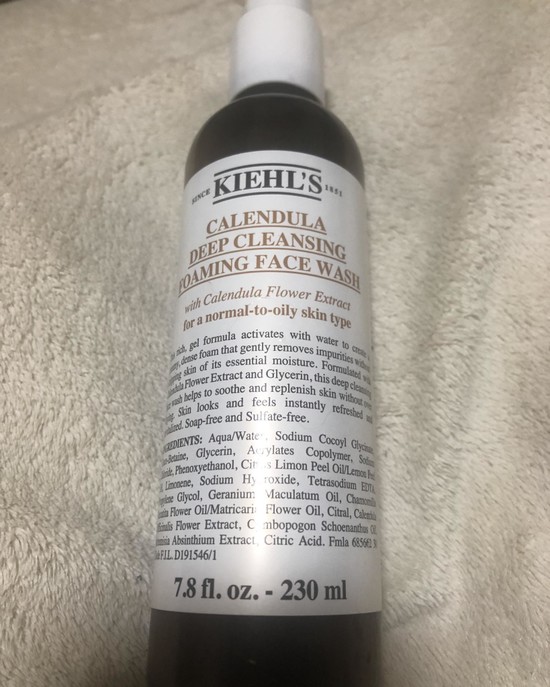 SINCE KIEHL'S 1851
CALENDULA
DEEP CLEANSING
FOAMING FACE WASH
with Calendula Flower Extract
for a normal-to-oily skin type
rich, gel formula activates with water to
dense foam that gently removes impurities
skin of its essential moisture. Formulated
Flower Extract and Glycerin, this deep cleansing
wash helps to soothe and replenish skin without
Skin looks and feels instantly refreshed
Soap-free and Sulfate-free.
INGREDIENTS: Aqua/Water, Sodium Cocoyl
Betaine, Glycerin, Acrylates Copolymer,
Phenoxyethanol, Citrus Limon Peel Oil/Lemon
Limonene, Sodium Hydroxide, Tetrasodium
Glycol, Geranium Maculatum Oil,
Flower Oil/Matricaria Flower Oil, Citral,
Flower Extract, Cymbopogon Schoenanthus
Absinthium Extract, Citric Acid. Fmla
F.I.L. D191546/1
7.8 fl. oz. - 230 ml